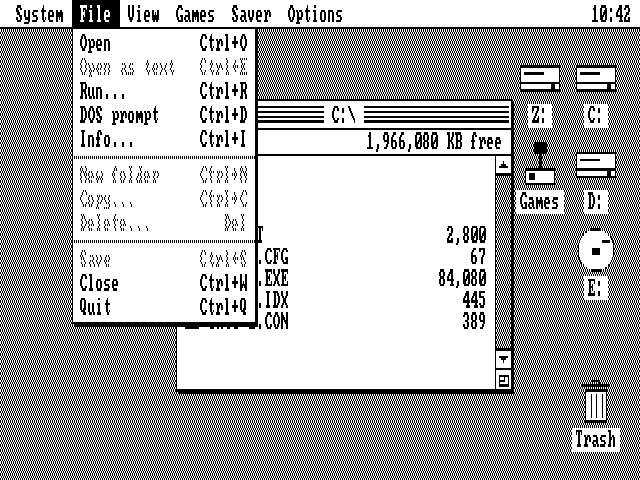 System File View Games Saver Options 10:42
Open Ctrl+O
Open as text Ctrl+E
Run... Ctrl+R
DOS prompt Ctrl+D
Info... Ctrl+I
New folder Ctrl+N
Copy... Ctrl+C
Delete... Del
Save Ctrl+S
Close Ctrl+W
Quit Ctrl+Q
C:\
1,966,080 KB free
T 2,800
.CFG 67
.EXE 84,080
.IDX 445
.CON 389
Z: C:
Games D:
E:
Trash